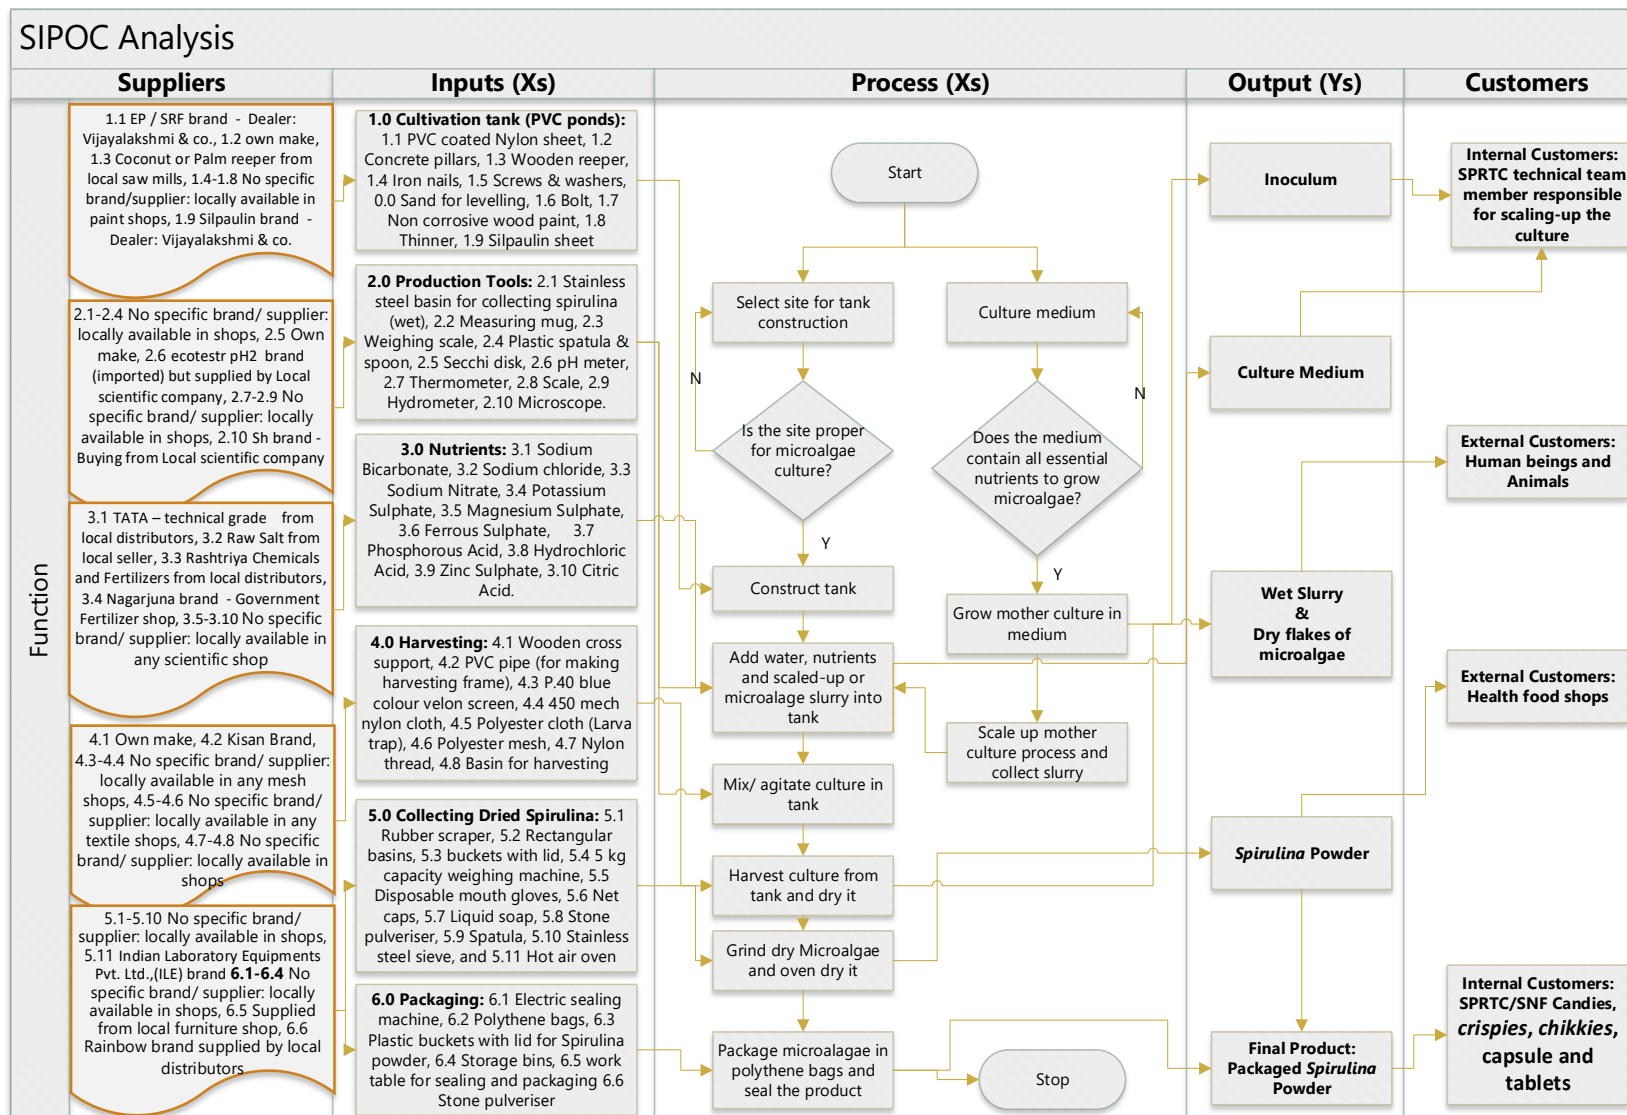 SIPOC Analysis
Suppliers
Inputs (Xs)
Process (Xs)
Output (Ys)
Customers
Function
1.1 EP / SRF brand - Dealer:
Vijayalakshmi & co., 1.2 own make,
1.3 Coconut or Palm reeper from
local saw mills, 1.4-1.8 No specific
brand/supplier: locally available in
paint shops, 1.9 Silpaulin brand -
Dealer: Vijayalakshmi & co.
2.1-2.4 No specific brand/ supplier:
locally available in shops, 2.5 Own
make, 2.6 ecotestr pH2 brand
(imported) but supplied by Local
scientific company, 2.7-2.9 No
specific brand/ supplier: locally
available in shops, 2.10 Sh brand -
Buying from Local scientific company
3.1 TATA – technical grade from
local distributors, 3.2 Raw Salt from
local seller, 3.3 Rashtriya Chemicals
and Fertilizers from local distributors,
3.4 Nagarjuna brand - Government
Fertilizer shop, 3.5-3.10 No specific
brand/ supplier: locally available in
any scientific shop
4.1 Own make, 4.2 Kisan Brand,
4.3-4.4 No specific brand/ supplier:
locally available in any mesh
shops, 4.5-4.6 No specific brand/
supplier: locally available in any
textile shops, 4.7-4.8 No specific
brand/ supplier: locally available in
shops
5.1-5.10 No specific brand/
supplier: locally available in shops,
5.11 Indian Laboratory Equipments
Pvt. Ltd.,(ILE) brand 6.1-6.4 No
specific brand/ supplier: locally
available in shops, 6.5 Supplied
from local furniture shop, 6.6
Rainbow brand supplied by local
distributors
1.0 Cultivation tank (PVC ponds):
1.1 PVC coated Nylon sheet, 1.2
Concrete pillars, 1.3 Wooden reeper,
1.4 Iron nails, 1.5 Screws & washers,
0.0 Sand for levelling, 1.6 Bolt, 1.7
Non corrosive wood paint, 1.8
Thinner, 1.9 Silpaulin sheet
2.0 Production Tools: 2.1 Stainless
steel basin for collecting spirulina
(wet), 2.2 Measuring mug, 2.3
Weighing scale, 2.4 Plastic spatula &
spoon, 2.5 Secchi disk, 2.6 pH meter,
2.7 Thermometer, 2.8 Scale, 2.9
Hydrometer, 2.10 Microscope.
3.0 Nutrients: 3.1 Sodium
Bicarbonate, 3.2 Sodium chloride, 3.3
Sodium Nitrate, 3.4 Potassium
Sulphate, 3.5 Magnesium Sulphate,
3.6 Ferrous Sulphate, 3.7
Phosphorous Acid, 3.8 Hydrochloric
Acid, 3.9 Zinc Sulphate, 3.10 Citric
Acid.
4.0 Harvesting: 4.1 Wooden cross
support, 4.2 PVC pipe (for making
harvesting frame), 4.3 P.40 blue
colour velon screen, 4.4 450 mech
nylon cloth, 4.5 Polyester cloth (Larva
trap), 4.6 Polyester mesh, 4.7 Nylon
thread, 4.8 Basin for harvesting
5.0 Collecting Dried Spirulina: 5.1
Rubber scraper, 5.2 Rectangular
basins, 5.3 buckets with lid, 5.4 5 kg
capacity weighing machine, 5.5
Disposable mouth gloves, 5.6 Net
caps, 5.7 Liquid soap, 5.8 Stone
pulveriser, 5.9 Spatula, 5.10 Stainless
steel sieve, and 5.11 Hot air oven
6.0 Packaging: 6.1 Electric sealing
machine, 6.2 Polythene bags, 6.3
Plastic buckets with lid for Spirulina
powder, 6.4 Storage bins, 6.5 work
table for sealing and packaging 6.6
Stone pulveriser
Start
Select site for tank
construction
N
Is the site proper
for microalgae
culture?
Y
Construct tank
Add water, nutrients
and scaled-up or
microalage slurry into
tank
Mix/ agitate culture in
tank
Harvest culture from
tank and dry it
Grind dry Microalgae
and oven dry it
Package microalagae in
polythene bags and
seal the product
Culture medium
N
Does the medium
contain all essential
nutrients to grow
microalgae?
Y
Grow mother culture in
medium
Scale up mother
culture process and
collect slurry
Stop
Inoculum
Culture Medium
Wet Slurry
&
Dry flakes of
microalgae
Spirulina Powder
Final Product:
Packaged Spirulina
Powder
Internal Customers:
SPRTC technical team
member responsible
for scaling-up the
culture
External Customers:
Human beings and
Animals
External Customers:
Health food shops
Internal Customers:
SPRTC/SNF Candies,
crispies, chikkies,
capsule and
tablets